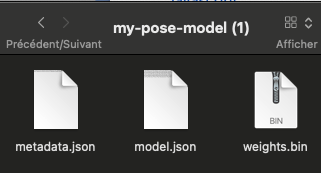 my-pose-model (1)
Précédent/Suivant
Afficher
BIN
metadata.json
model.json
weights.bin